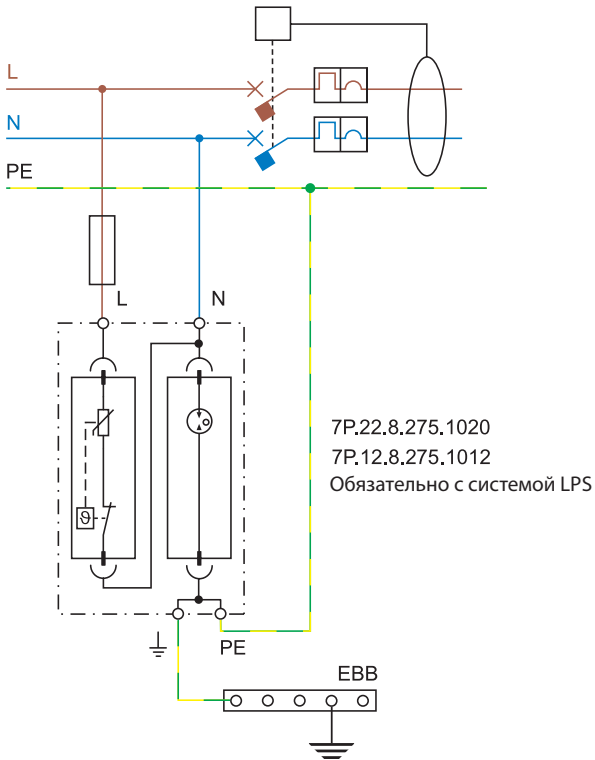 L
N
PE
L
N
ϑ
7P.22.8.275.1020
7P.12.8.275.1012
Обязательно с системой LPS
PE
EBB